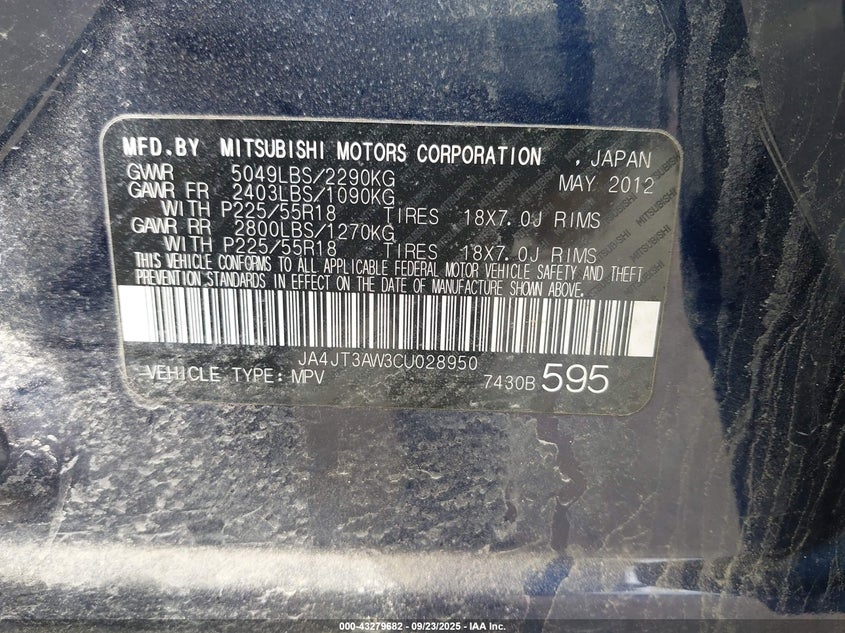 MFD.BY MITSUBISHI MOTORS CORPORATION , JAPAN
GVWR 5049LBS/2290KG MAY 2012
GAWR FR 2403LBS/1090KG
WITH P225/55R18 TIRES 18X7.0J RIMS
GAWR RR 2800LBS/1270KG
WITH P225/55R18 TIRES 18X7.0J RIMS
THIS VEHICLE CONFORMS TO ALL APPLICABLE FEDERAL MOTOR VEHICLE SAFETY AND THEFT
PREVENTION STANDARDS IN EFFECT ON THE DATE OF MANUFACTURE SHOWN ABOVE.
JA4JT3AW3CU028950
VEHICLE TYPE: MPV 7430B 595
MITSUBISHI MITSUBISHI MITSUBISHI
000-43279682 - 09/23/2025 - IAA Inc.